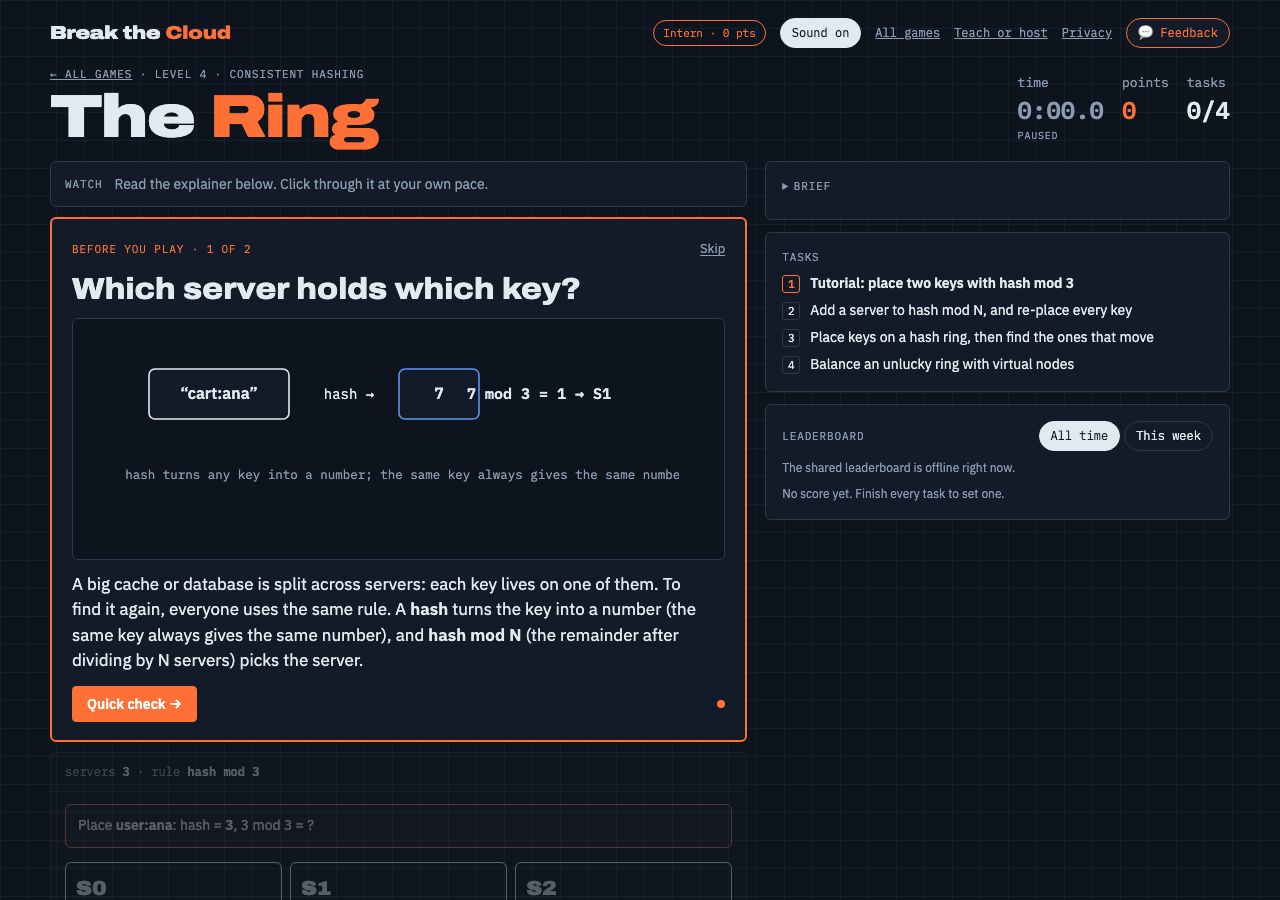 Break the Cloud
Intern · 0 pts
Sound on
All games
Teach or host
Privacy
💬 Feedback
← ALL GAMES · LEVEL 4 · CONSISTENT HASHING
The Ring
time
0:00.0
PAUSED
points
0
tasks
0/4
WATCH Read the explainer below. Click through it at your own pace.
BEFORE YOU PLAY · 1 OF 2
Skip
Which server holds which key?
“cart:ana” hash → 7 7 mod 3 = 1 → S1
hash turns any key into a number; the same key always gives the same numbe
A big cache or database is split across servers: each key lives on one of them. To
find it again, everyone uses the same rule. A hash turns the key into a number (the
same key always gives the same number), and hash mod N (the remainder after
dividing by N servers) picks the server.
Quick check →
servers 3 · rule hash mod 3
Place user:ana: hash = 3, 3 mod 3 = ?
S0
S1
S2
▶ BRIEF
TASKS
1 Tutorial: place two keys with hash mod 3
2 Add a server to hash mod N, and re-place every key
3 Place keys on a hash ring, then find the ones that move
4 Balance an unlucky ring with virtual nodes
LEADERBOARD
All time
This week
The shared leaderboard is offline right now.
No score yet. Finish every task to set one.